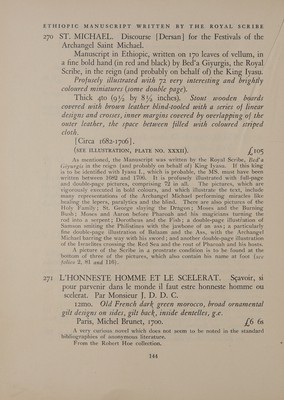 ETHIOPIC MANUSCRIPT WRITTEN BY THE ROYAL SCRIBE
270 ST. MICHAEL. Discourse [Dersan] for the Festivals of the
Archangel Saint Michael.
Manuscript in Ethiopic, written on 170 leaves of vellum, in
a fine bold hand (in red and black) by Bed'a Giyurgis, the Royal
Scribe, in the reign (and probably on behalf) of the King Iyasu.
Profusely illustrated with 72 very interesting and brightly
coloured miniatures (some double page).
Thick 4to (9½ by 8¼ inches). Stout wooden boards
covered with brown leather blind-tooled with a series of linear
designs and crosses, inner margins covered by overlapping of the
outer leather, the space between filled with coloured striped
cloth.
[Circa 1682-1706].
(SEE ILLUSTRATION, PLATE NO. XXXII). £105
As mentioned, the Manuscript was written by the Royal Scribe, Bed'a
Giyurgis in the reign (and probably on behalf) of King Iyasu. If this king
is to be identified with Iyasu I., which is probable, the MS. must have been
written between 1682 and 1706. It is profusely illustrated with full-page
and double-page pictures, comprising 72 in all. The pictures, which are
vigorously executed in bold colours, and which illustrate the text, include
many representations of the Archangel Michael performing miracles and
healing the lepers, paralytics and the blind. There are also pictures of the
Holy Family; St. George slaying the Dragon; Moses and the Burning
Bush; Moses and Aaron before Pharaoh and his magicians turning the
rod into a serpent; Dorotheus and the Fish; a double-page illustration of
Samson smiting the Philistines with the jawbone of an ass; a particularly
fine double-page illustration of Balaam and the Ass, with the Archangel
Michael barring the way with his sword; and another double-page illustration
of the Israelites crossing the Red Sea and the rout of Pharaoh and his hosts.
A picture of the Scribe in a prostrate condition is to be found at the
bottom of three of the pictures, which also contain his name at foot (see
folios 2, 91 and 116).
271 L'HONNESTE HOMME ET LE SCELERAT. Sçavoir, si
pour parvenir dans le monde il faut estre honneste homme ou
scelerat. Par Monsieur J. D. D. C.
12mo. Old French dark green morocco, broad ornamental
gilt designs on sides, gilt back, inside dentelles, g.e.
Paris, Michel Brunet, 1700. £6 6s
A very curious novel which does not seem to be noted in the standard
bibliographies of anonymous literature.
From the Robert Hoe collection.
144